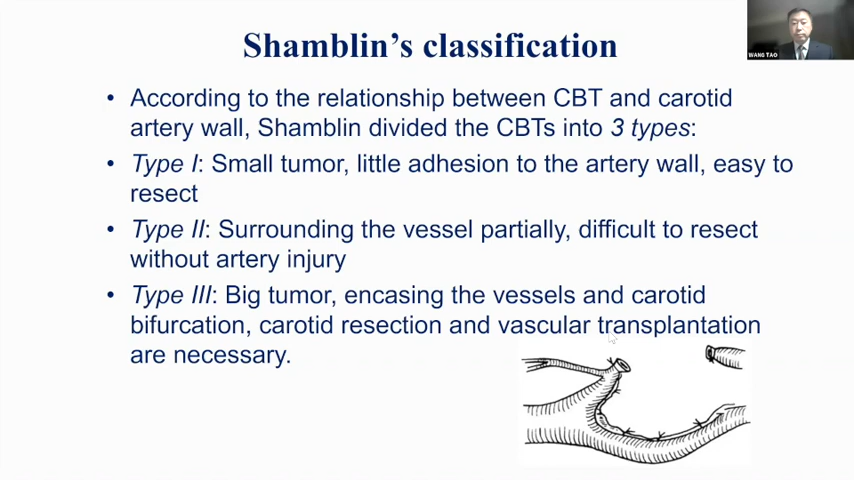 Shamblin's classification
WANG TAO
• According to the relationship between CBT and carotid
artery wall, Shamblin divided the CBTs into 3 types:
• Type I: Small tumor, little adhesion to the artery wall, easy to
resect
• Type II: Surrounding the vessel partially, difficult to resect
without artery injury
• Type III: Big tumor, encasing the vessels and carotid
bifurcation, carotid resection and vascular transplantation
are necessary.